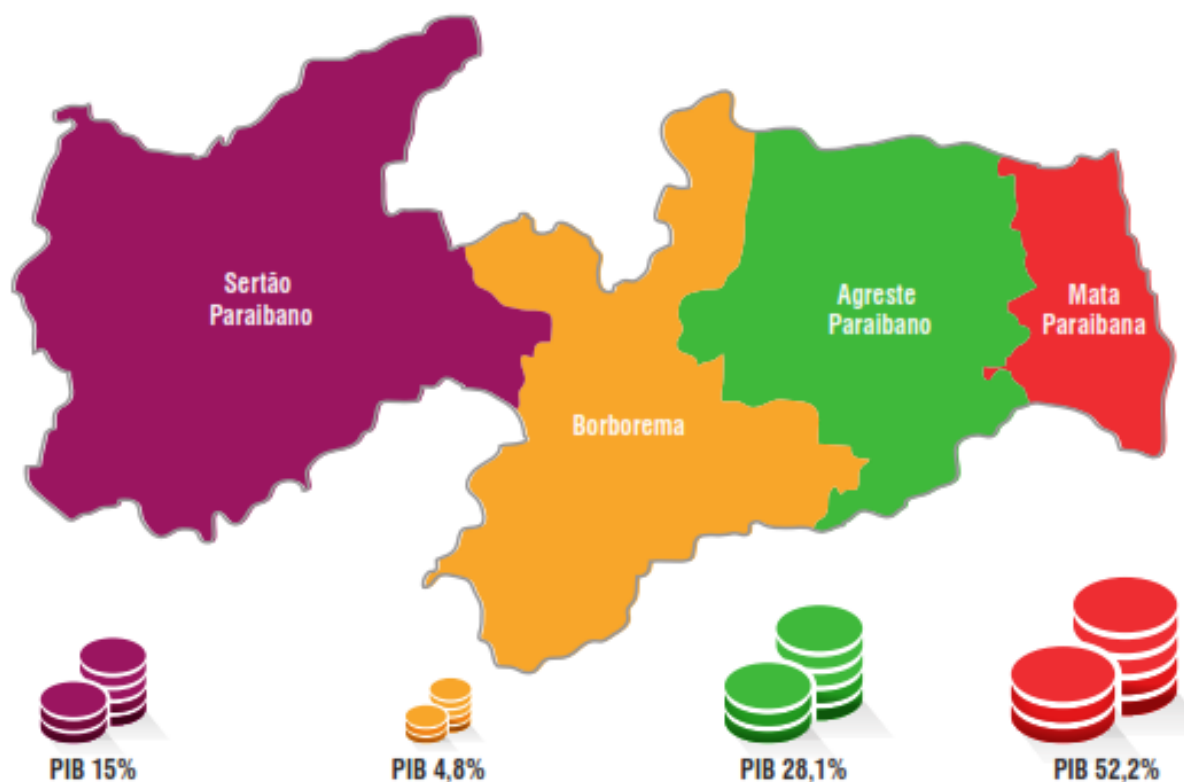 Sertão
Paraibano
Borborema
Agreste
Paraibano
Mata
Paraibana
PIB 15%
PIB 4,8%
PIB 28,1%
PIB 52,2%